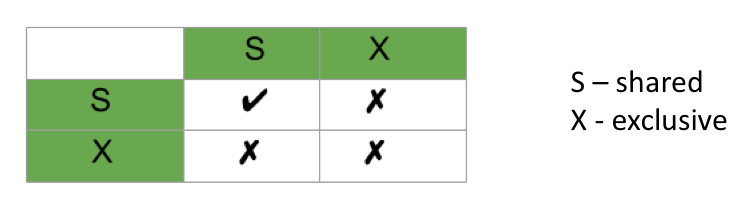 S X
S ✔ ✘
X ✘ ✘
S – shared
X - exclusive